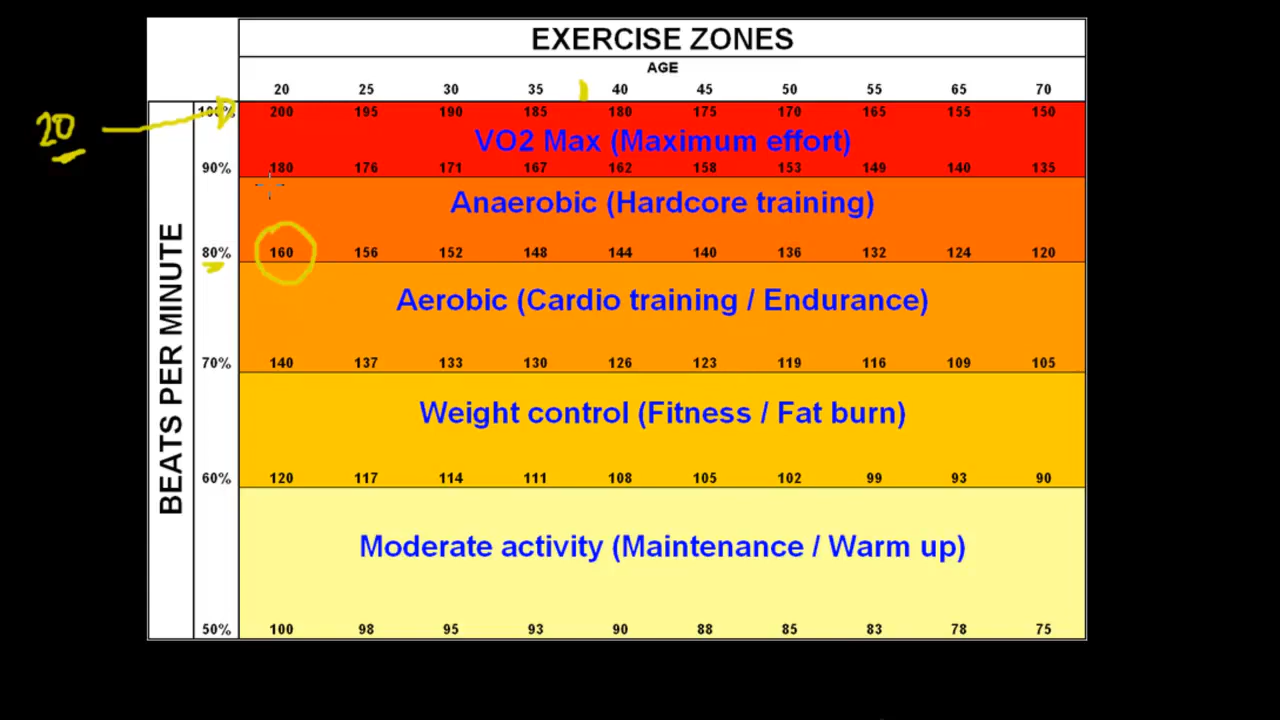 EXERCISE ZONES
AGE
20 25 30 35 40 45 50 55 65 70
20
BEATS PER MINUTE
100% 200 195 190 185 180 175 170 165 155 150
VO2 Max (Maximum effort)
90% 180 176 171 167 162 158 153 149 140 135
Anaerobic (Hardcore training)
80% 160 156 152 148 144 140 136 132 124 120
Aerobic (Cardio training / Endurance)
70% 140 137 133 130 126 123 119 116 109 105
Weight control (Fitness / Fat burn)
60% 120 117 114 111 108 105 102 99 93 90
Moderate activity (Maintenance / Warm up)
50% 100 98 95 93 90 88 85 83 78 75